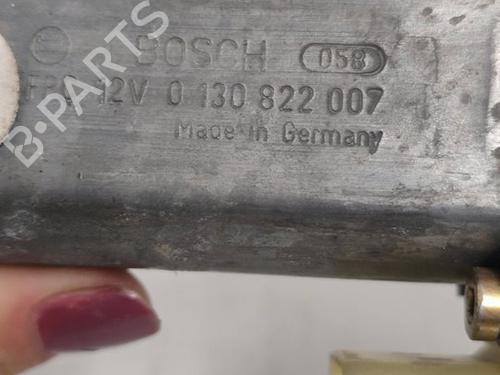 BOSCH 058
12V 0 130 822 007
Made in Germany
B-PARTS